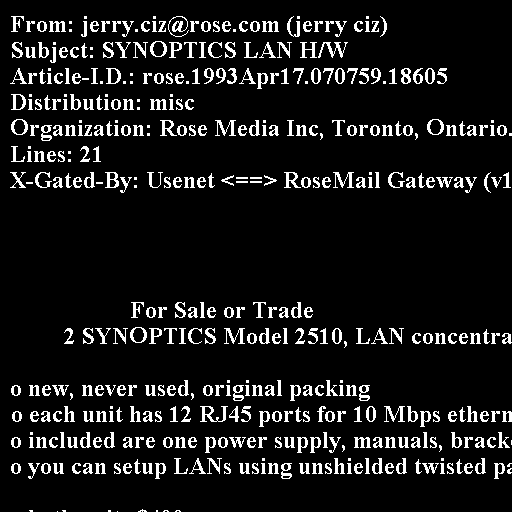 From: jerry.ciz@rose.com (jerry ciz)
Subject: SYNOPTICS LAN H/W
Article-I.D.: rose.1993Apr17.070759.18605
Distribution: misc
Organization: Rose Media Inc, Toronto, Ontario.
Lines: 21
X-Gated-By: Usenet <==> RoseMail Gateway (v1
For Sale or Trade
2 SYNOPTICS Model 2510, LAN concentra
o new, never used, original packing
o each unit has 12 RJ45 ports for 10 Mbps ethern
o included are one power supply, manuals, brack
o you can setup LANs using unshielded twisted pa